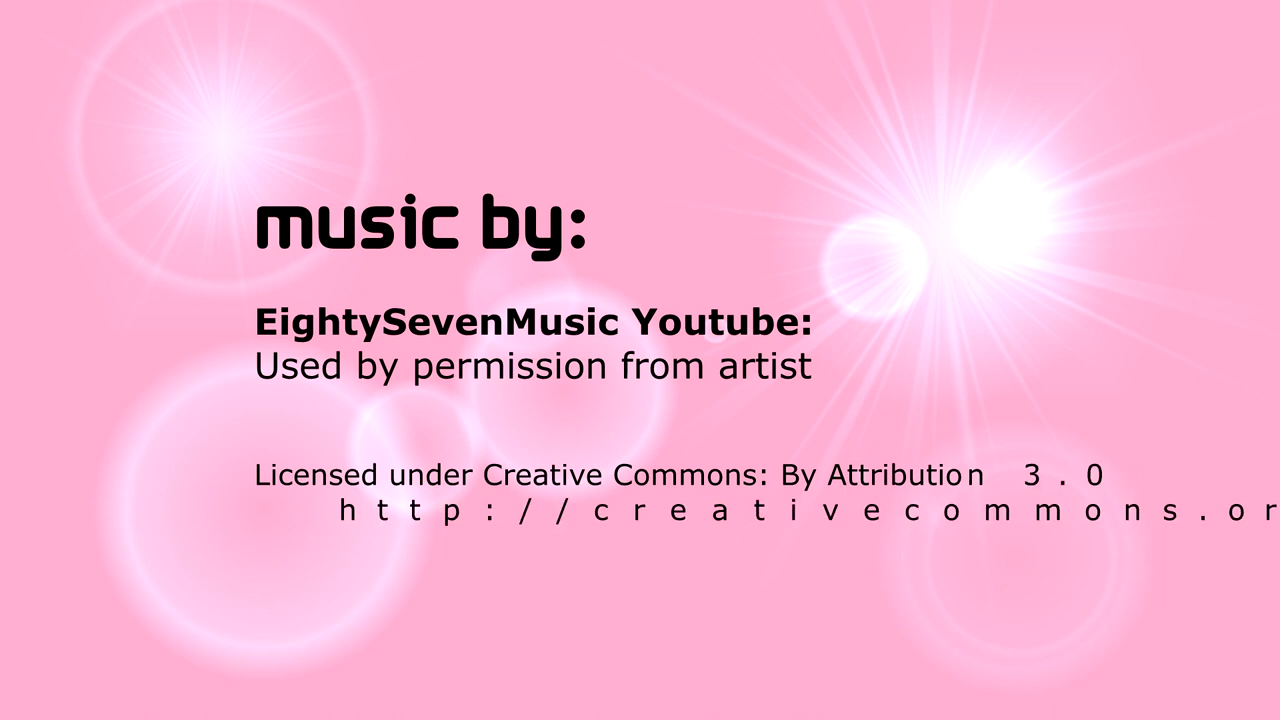 music by:
EightySevenMusic Youtube:
Used by permission from artist
Licensed under Creative Commons: By Attribution 3.0
http://creativecommons.or